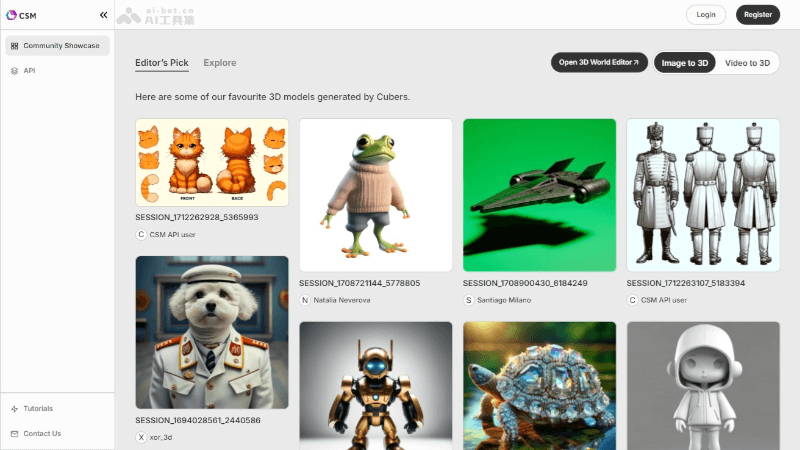 CSM
ai-bot.cn
AI工具集
Login
Register
Community Showcase
API
Editor's Pick
Explore
Open 3D World Editor
Image to 3D
Video to 3D
Here are some of our favourite 3D models generated by Cubers.
FRONT
BACK
SESSION_1712262928_5365993
C
CSM API user
SESSION_1708721144_5778805
N
Natalia Neverova
SESSION_1708900430_6184249
S
Santiago Milano
SESSION_1712263107_5183394
C
CSM API user
SESSION_1694028561_2440586
X
xor_3d
Tutorials
Contact Us